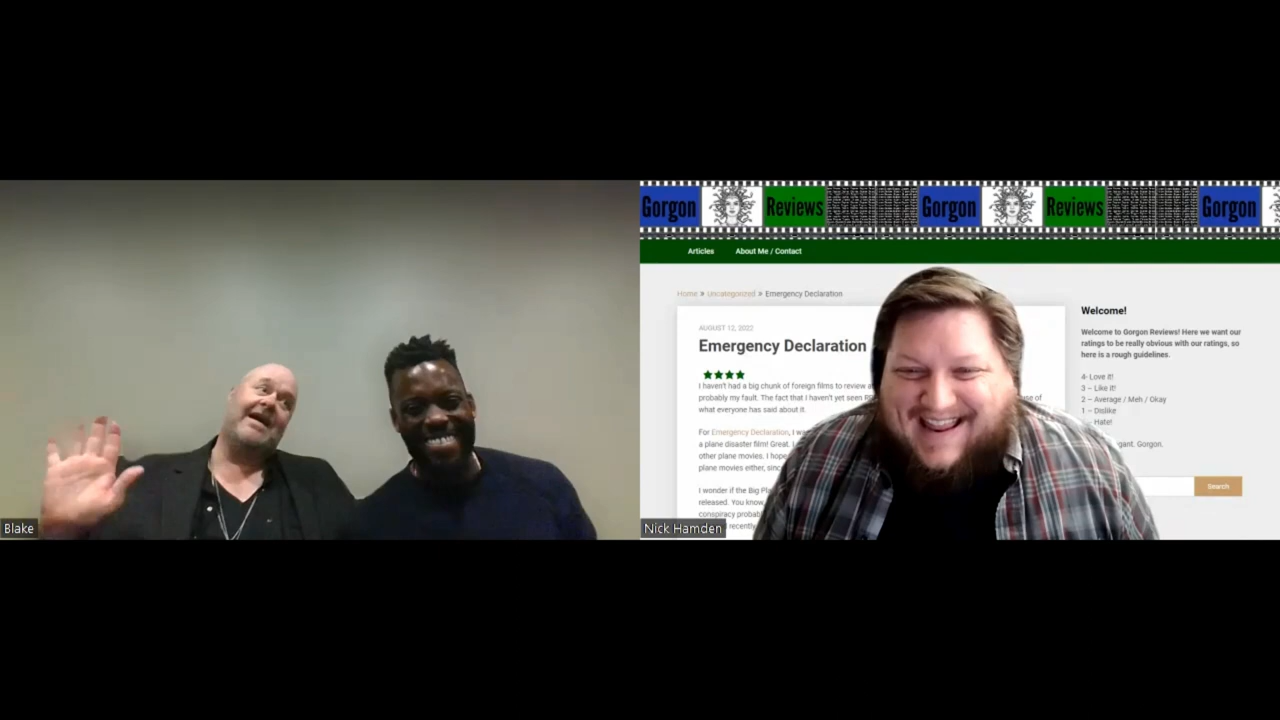 Gorgon Reviews Gorgon Reviews Gorgon
Articles About Me / Contact
Home » Uncategorized » Emergency Declaration
AUGUST 12, 2022
Emergency Declaration
I haven't had a big chunk of foreign films to review
probably my fault. The fact that I haven't yet seen
of
what everyone has said about it.
For Emergency Declaration, I
a plane disaster film! Great.
other plane movies. I
plane movies either,
I wonder if the Big
released. You know,
conspiracy
recently
Welcome!
Welcome to Gorgon Reviews! Here we want our
ratings to be really obvious with our ratings, so
here is a rough guidelines.
4- Love it!
3 – Like it!
2 – Average / Meh / Okay
1 – Dislike
– Hate!
Gorgon.
Search
Blake
Nick Hamden